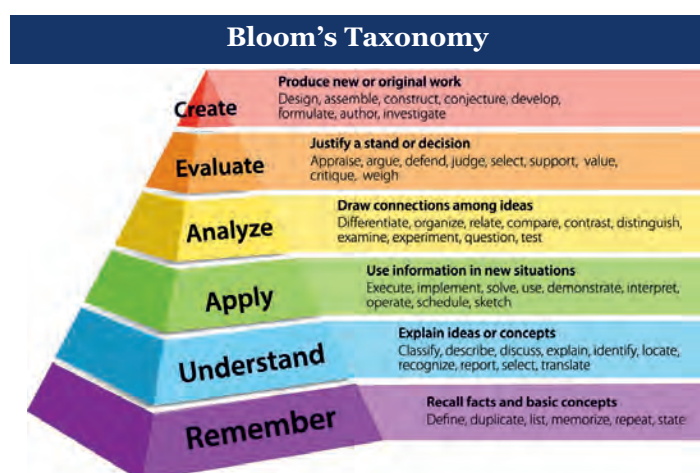 Bloom’s Taxonomy
Create
Produce new or original work
Design, assemble, construct, conjecture, develop,
formulate, author, investigate
Evaluate
Justify a stand or decision
Appraise, argue, defend, judge, select, support, value,
critique, weigh
Analyze
Draw connections among ideas
Differentiate, organize, relate, compare, contrast, distinguish,
examine, experiment, question, test
Apply
Use information in new situations
Execute, implement, solve, use, demonstrate, interpret,
operate, schedule, sketch
Understand
Explain ideas or concepts
Classify, describe, discuss, explain, identify, locate,
recognize, report, select, translate
Remember
Recall facts and basic concepts
Define, duplicate, list, memorize, repeat, state